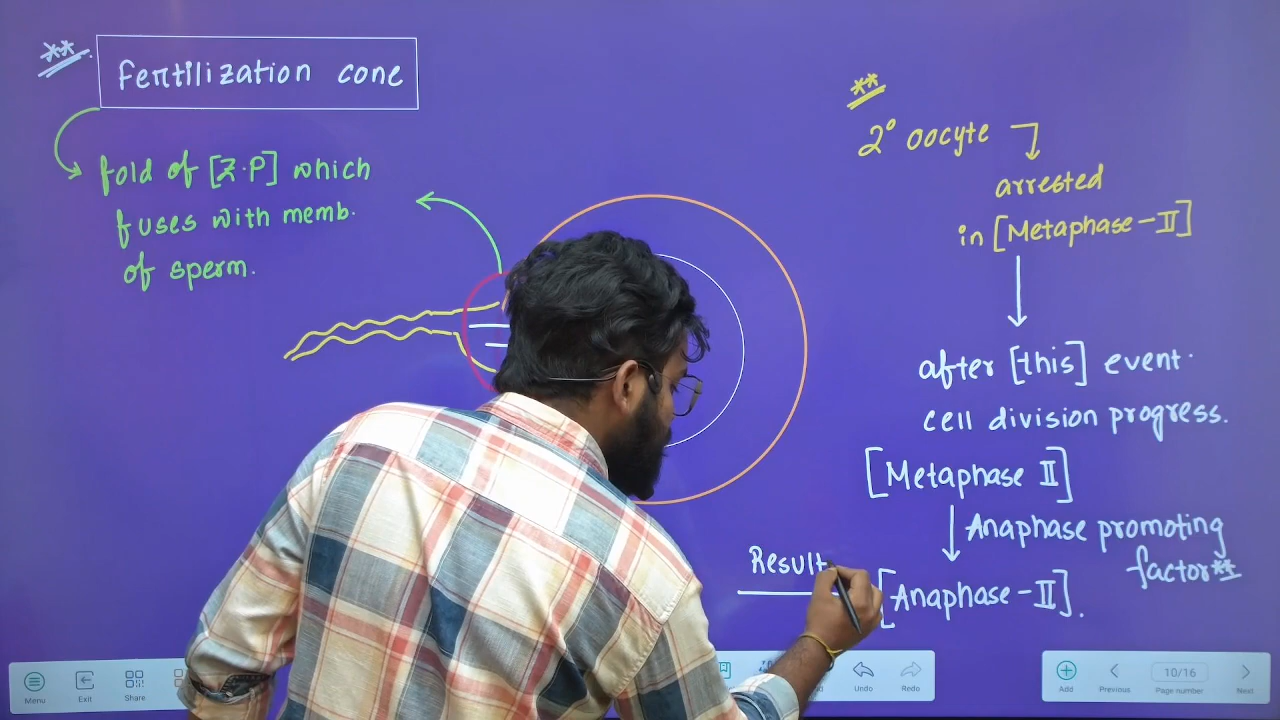 ** Fertilization cone
fold of [Z.P] which
fuses with memb.
of sperm.
**
2° oocyte
arrested
in [Metaphase-II]
after [this] event.
cell division progress.
[Metaphase II]
Anaphase promoting
factor**
[Anaphase-II].
Result
Menu
Exit
Share
Undo
Redo
Add
Previous
10/16
Page number
Next